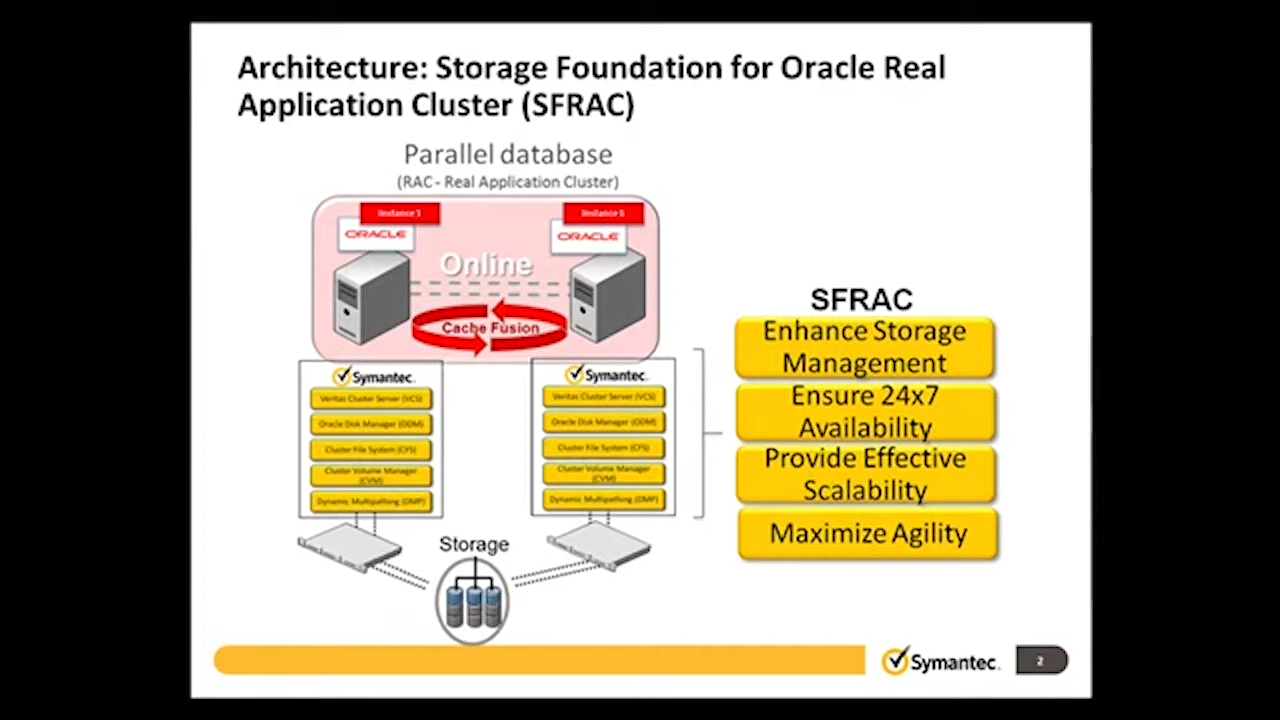 Architecture: Storage Foundation for Oracle Real
Application Cluster (SFRAC)
Parallel database
(RAC - Real Application Cluster)
Instance 1
ORACLE
Instance
ORACLE
Online
Cache Fusion
Symantec.
Veritas Cluster Server (VCS)
Oracle Disk Manager (ODM)
Cluster File System (CFS)
Cluster Volume Manager
(CVM)
Dynamic Multipathing (DMP)
Symantec.
Veritas Cluster Server (VCS)
Oracle Disk Manager (ODM)
Cluster File System (CFS)
Cluster Volume Manager
(CVM)
Dynamic Multipathing (DMP)
Storage
SFRAC
Enhance Storage
Management
Ensure 24x7
Availability
Provide Effective
Scalability
Maximize Agility
Symantec.
2